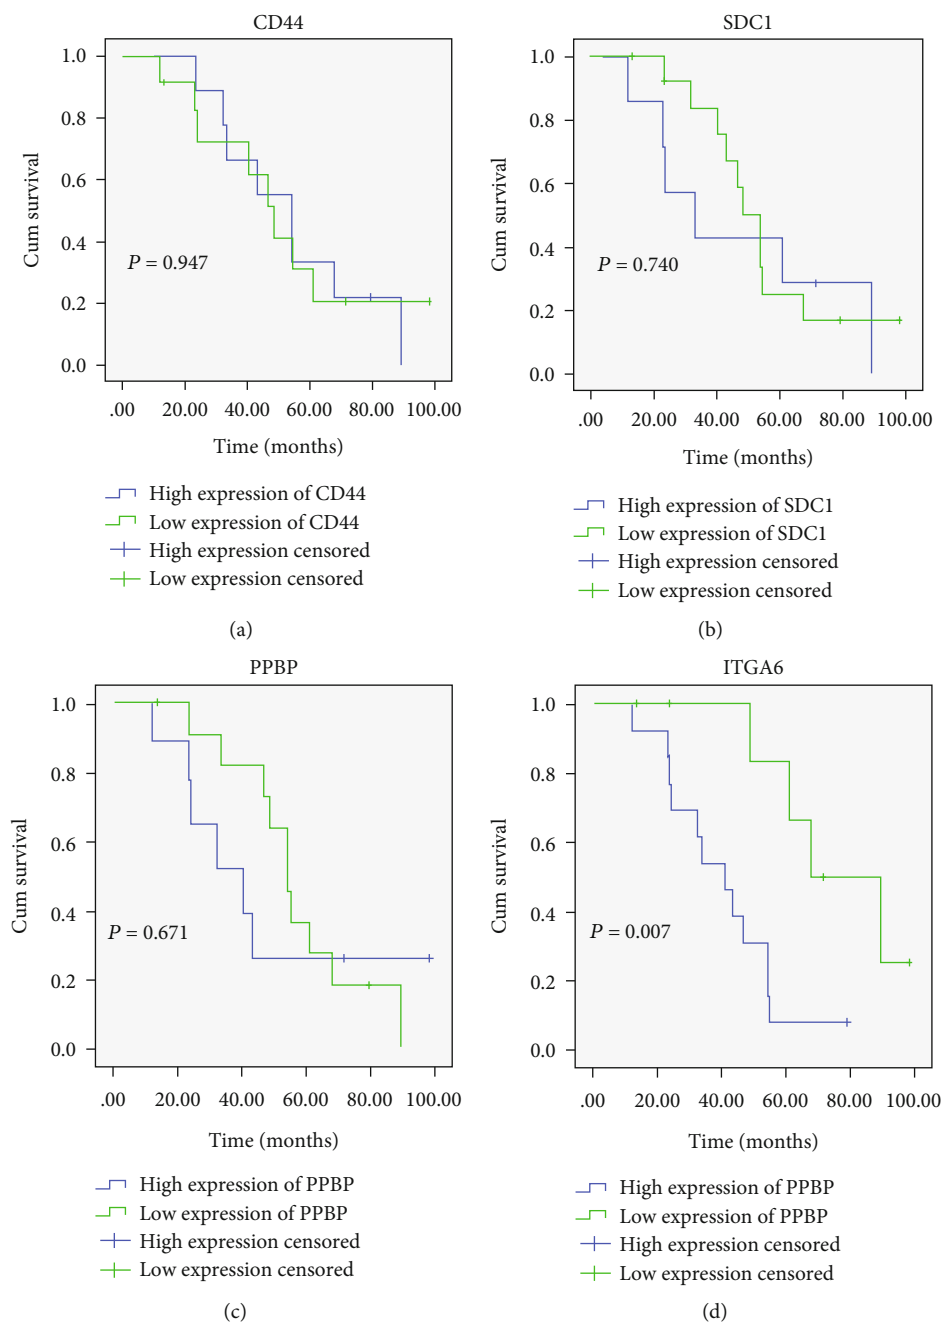 CD44
1.0
0.8
0.6
0.4
0.2
0.0
Cum survival
P = 0.947
.00 20.00 40.00 60.00 80.00 100.00
Time (months)
High expression of CD44
Low expression of CD44
High expression censored
Low expression censored
(a)
SDC1
1.0
0.8
0.6
0.4
0.2
0.0
Cum survival
P = 0.740
.00 20.00 40.00 60.00 80.00 100.00
Time (months)
High expression of SDC1
Low expression of SDC1
High expression censored
Low expression censored
(b)
PPBP
1.0
0.8
0.6
0.4
0.2
0.0
Cum survival
P = 0.671
.00 20.00 40.00 60.00 80.00 100.00
Time (months)
High expression of PPBP
Low expression of PPBP
High expression censored
Low expression censored
(c)
ITGA6
1.0
0.8
0.6
0.4
0.2
0.0
Cum survival
P = 0.007
.00 20.00 40.00 60.00 80.00 100.00
Time (months)
High expression of PPBP
Low expression of PPBP
High expression censored
Low expression censored
(d)